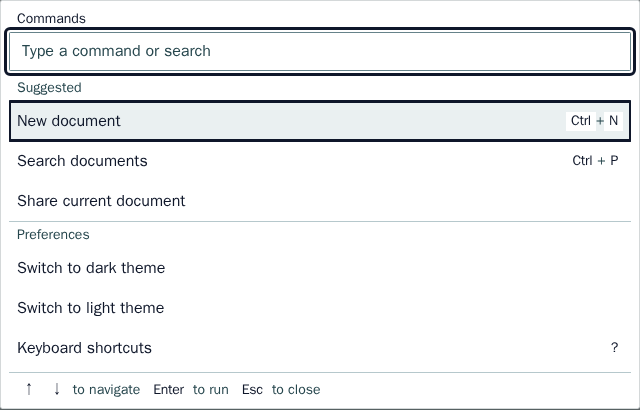 Commands
Type a command or search
Suggested
New document Ctrl + N
Search documents Ctrl + P
Share current document
Preferences
Switch to dark theme
Switch to light theme
Keyboard shortcuts ?
↑ ↓ to navigate Enter to run Esc to close